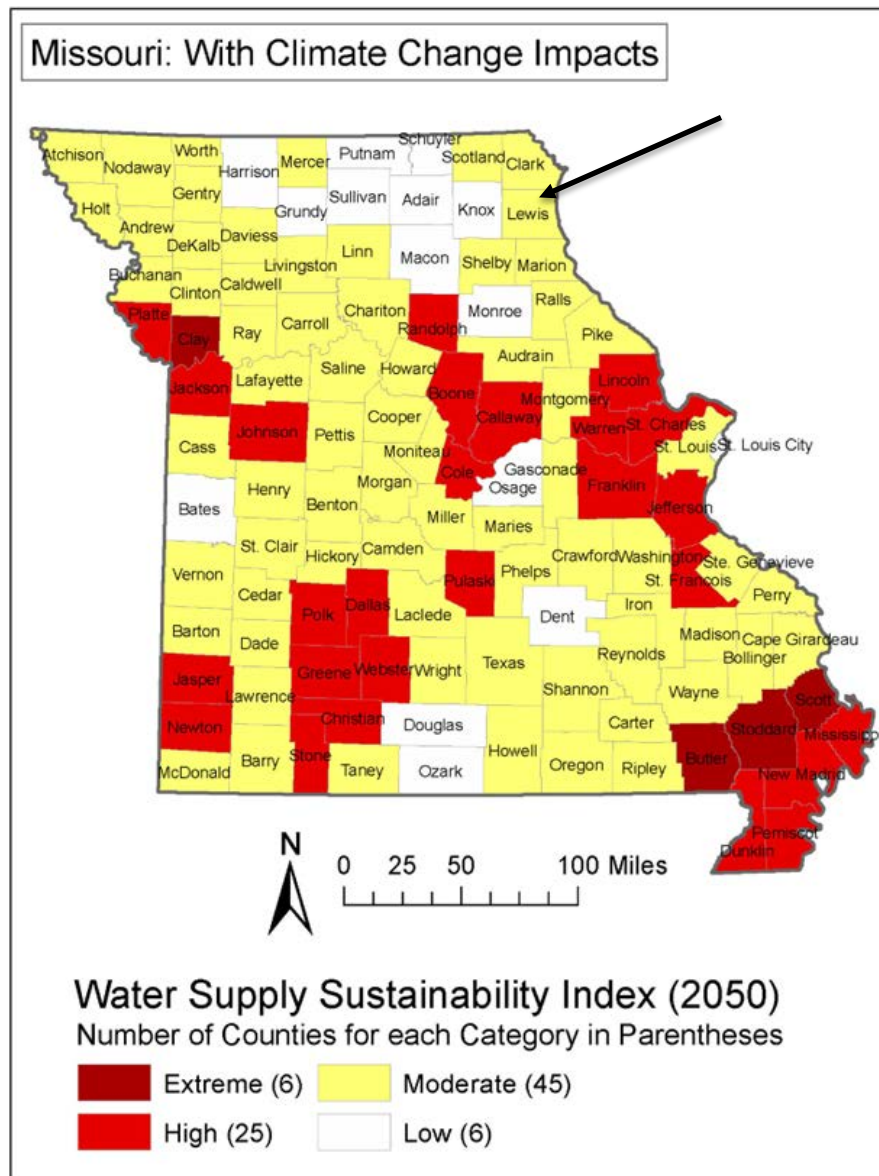 Missouri: With Climate Change Impacts
Schuyler
Atchison Nodaway Worth Harrison Mercer Putnam Scotland Clark
Gentry Sullivan Adair Knox Lewis
Holt Grundy
Andrew DeKalb Daviess Linn Macon Shelby Marion
Buchanan Clinton Caldwell Livingston
Platte Clay Ray Carroll Chariton Randolph Monroe Ralls Pike
Audrain
Jackson Lafayette Saline Howard Boone Callaway Montgomery Lincoln
Johnson Pettis Cooper Warren St. Charles
Cass Moniteau St. Louis St. Louis City
Henry Morgan Cole Osage Gasconade Franklin Jefferson
Bates Benton Miller Maries
St. Clair Hickory Camden Crawford Washington Ste. Genevieve
Vernon Pulaski Phelps St. Francois Perry
Cedar Polk Dallas Laclede Dent Iron
Barton Dade Madison Cape Girardeau
Bollinger
Jasper Lawrence Greene Webster Wright Texas Reynolds
Shannon Wayne Scott
Newton Christian Douglas Carter Stoddard Mississippi
Stone Butler
McDonald Barry Taney Ozark Howell Oregon Ripley New Madrid
Pemiscot
Dunklin
N
0 25 50 100 Miles
Water Supply Sustainability Index (2050)
Number of Counties for each Category in Parentheses
Extreme (6) Moderate (45)
High (25) Low (6)